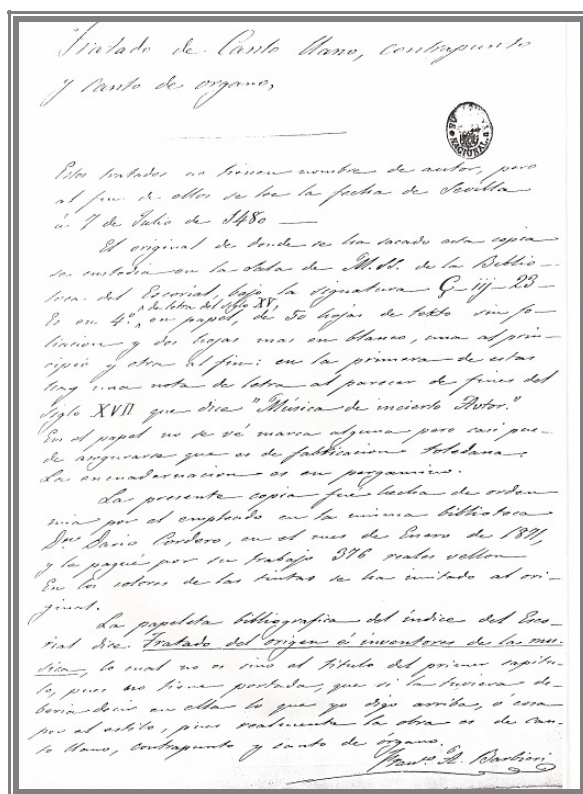 Tratado de Canto llano, contrapunto
y canto de organo,
NACIONAL
Estos tratados no tienen nombre de autor, pero
al fin de ellos se lee la fecha de Sevilla
á 7 de Julio de 1480 —
El original de donde se ha sacado esta copia
se custodia en la Sala de M.SS. de la Biblio-
teca del Escorial, bajo la signatura Ç-iij-23-
Es en 4º, de letra del siglo XV, en papel, de 50 hojas de texto sin fo-
liacion y dos hojas mas en blanco, una al prin-
cipio y otra al fin: en la primera de estas
hay una nota de letra al parecer de fines del
siglo XVII que dice "Música de incierto Autor."
En el papel no se vé marca alguna pero casi pue-
de asegurarse que es de fabricacion toledana.
La encuadernacion es en pergamino.
La presente copia fué hecha de orden
mia por el empleado en la misma biblioteca
Dn. Dario Cordero, en el mes de Enero de 1871,
y le pagué por su trabajo 376 reales vellon
En los colores de las tintas se ha imitado al ori-
ginal.
La papeleta bibliografica del índice del Esco-
rial dice Tratado del origen é inventores de la mu-
sica, lo cual no es sino el titulo del primer capitu-
lo, pues no tiene portada, que si la tuviera de-
beria decir en ella lo que yo digo arriba, ó cosa
por el estilo, pues realmente la obra es de can-
to llano, contrapunto y canto de órgano.
Franco. A. Barbieri